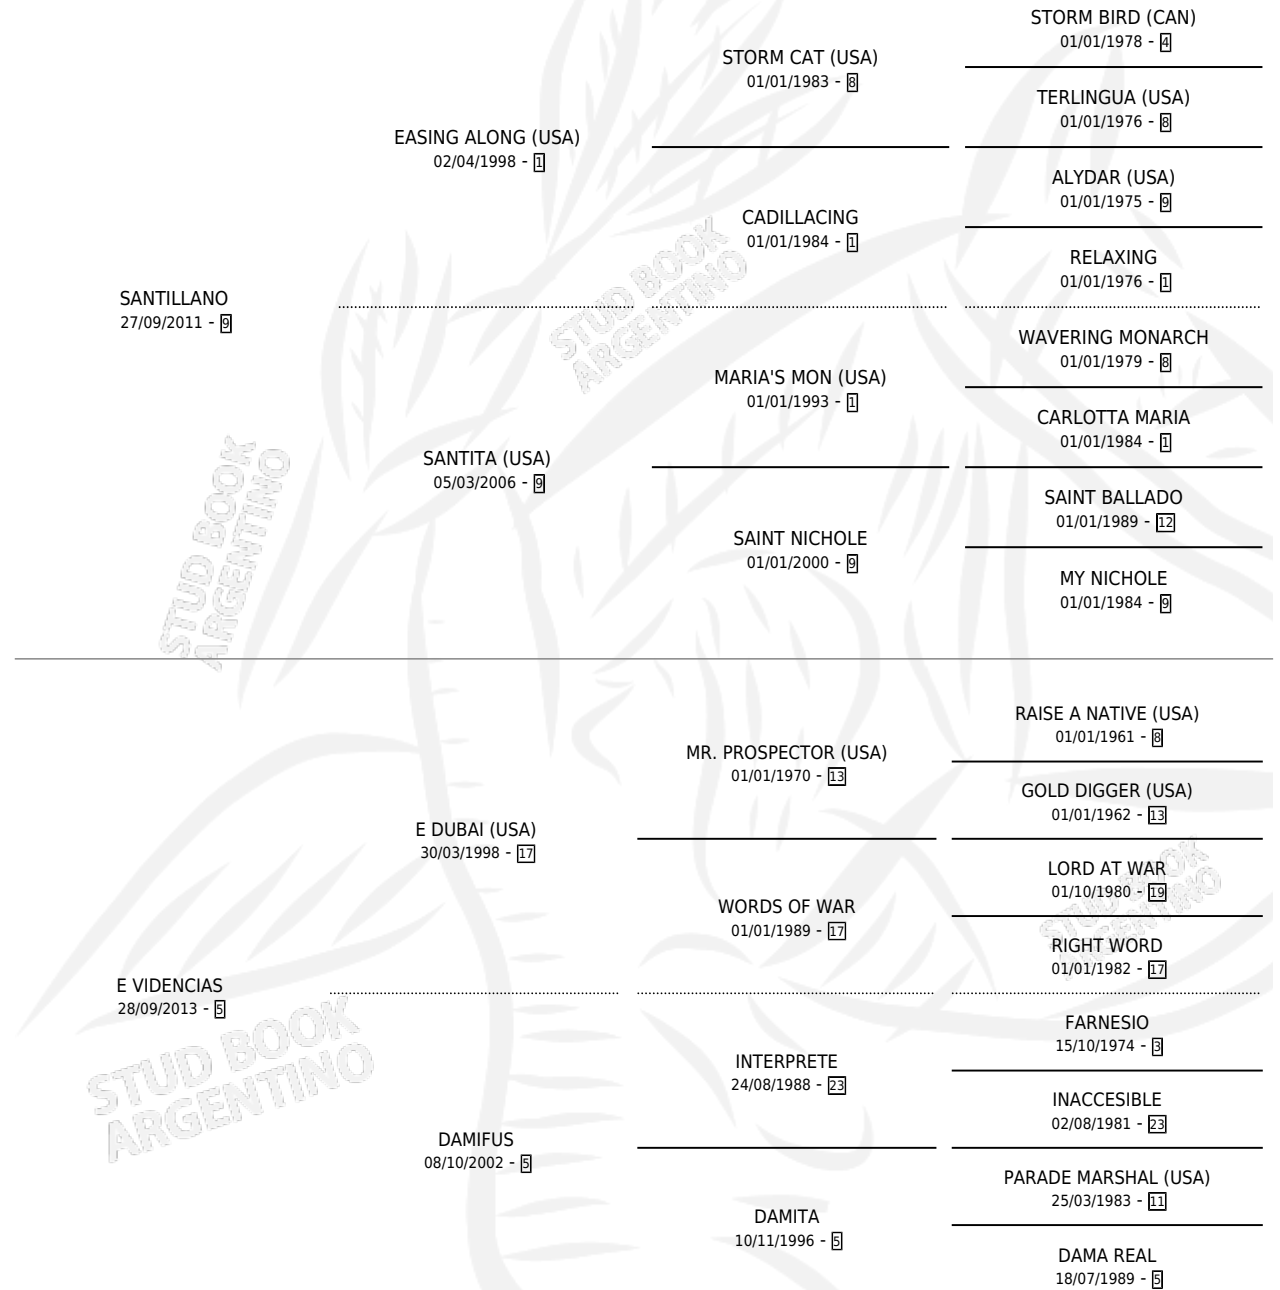 STORM BIRD (CAN)
01/01/1978 - 4
STORM CAT (USA)
01/01/1983 - 8
TERLINGUA (USA)
01/01/1976 - 8
EASING ALONG (USA)
02/04/1998 - 1
ALYDAR (USA)
01/01/1975 - 9
CADILLACING
01/01/1984 - 1
RELAXING
01/01/1976 - 1
SANTILLANO
27/09/2011 - 9
WAVERING MONARCH
01/01/1979 - 8
MARIA'S MON (USA)
01/01/1993 - 1
CARLOTTA MARIA
01/01/1984 - 1
SANTITA (USA)
05/03/2006 - 9
SAINT BALLADO
01/01/1989 - 12
SAINT NICHOLE
01/01/2000 - 9
MY NICHOLE
01/01/1984 - 9
RAISE A NATIVE (USA)
01/01/1961 - 8
MR. PROSPECTOR (USA)
01/01/1970 - 13
GOLD DIGGER (USA)
01/01/1962 - 13
E DUBAI (USA)
30/03/1998 - 17
LORD AT WAR
01/10/1980 - 19
WORDS OF WAR
01/01/1989 - 17
RIGHT WORD
01/01/1982 - 17
E VIDENCIAS
28/09/2013 - 5
FARNESIO
15/10/1974 - 3
INTERPRETE
24/08/1988 - 23
INACCESIBLE
02/08/1981 - 23
DAMIFUS
08/10/2002 - 5
PARADE MARSHAL (USA)
25/03/1983 - 11
DAMITA
10/11/1996 - 5
DAMA REAL
18/07/1989 - 5
STUD BOOK
ARGENTINO
STUD BOOK
ARGENTINO
STUD BOOK
ARGENTINO
STUD BOOK
ARGENTINO